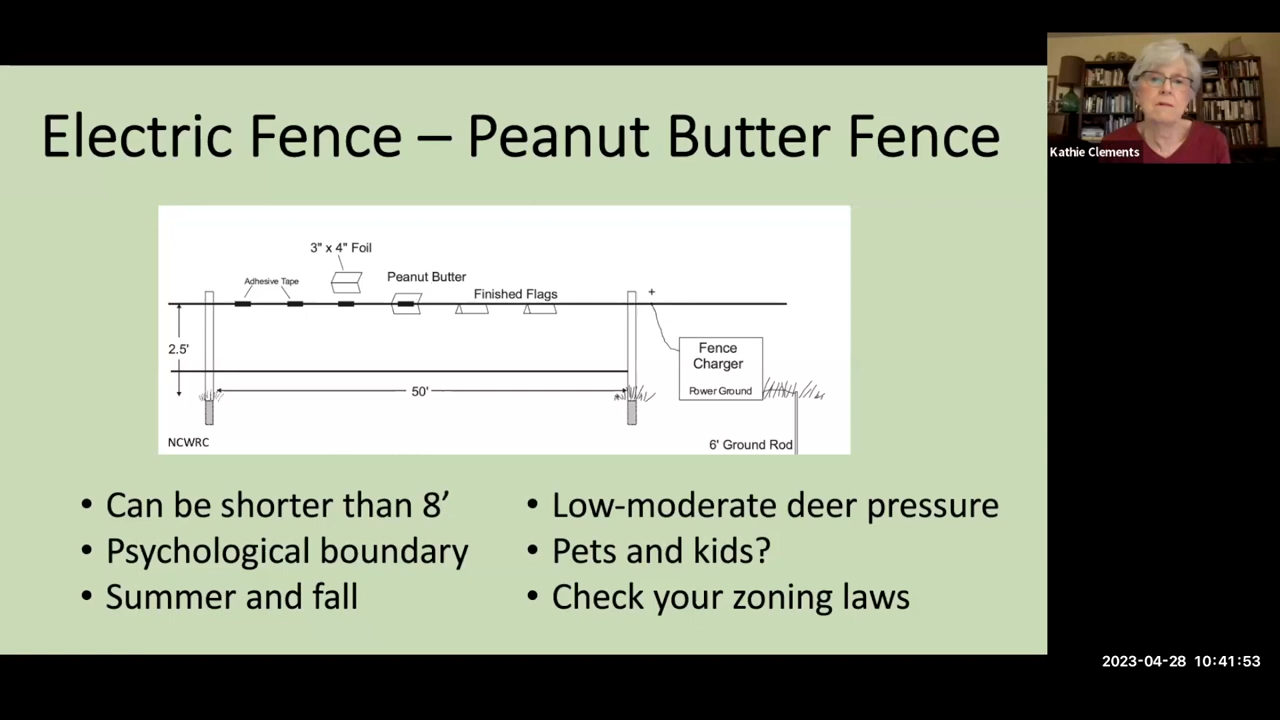 Electric Fence – Peanut Butter Fence
3" x 4" Foil
Adhesive Tape
Peanut Butter
Finished Flags
+
2.5'
Fence
Charger
50'
Power Ground
NCWRC
6' Ground Rod
• Can be shorter than 8’
• Psychological boundary
• Summer and fall
• Low-moderate deer pressure
• Pets and kids?
• Check your zoning laws
Kathie Clements
2023-04-28 10:41:53